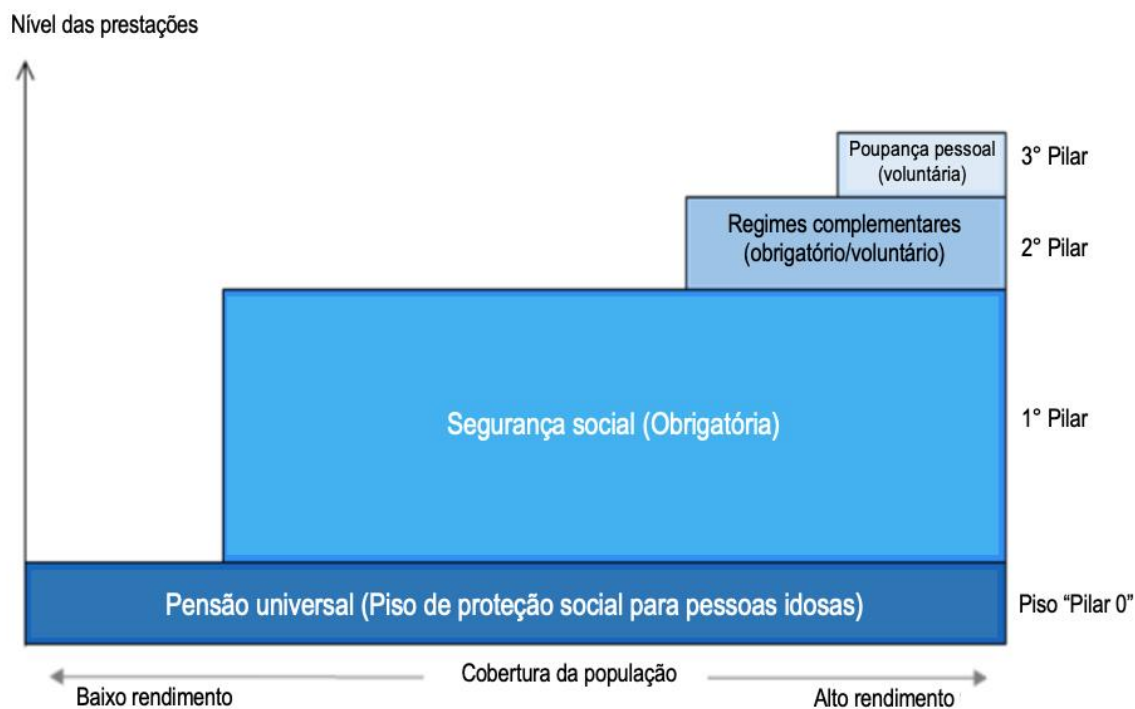 Nível das prestações
Poupança pessoal
(voluntária)
3° Pilar
Regimes complementares
(obrigatório/voluntário)
2° Pilar
Segurança social (Obrigatória)
1° Pilar
Pensão universal (Piso de proteção social para pessoas idosas)
Piso “Pilar 0”
Cobertura da população
Baixo rendimento
Alto rendimento